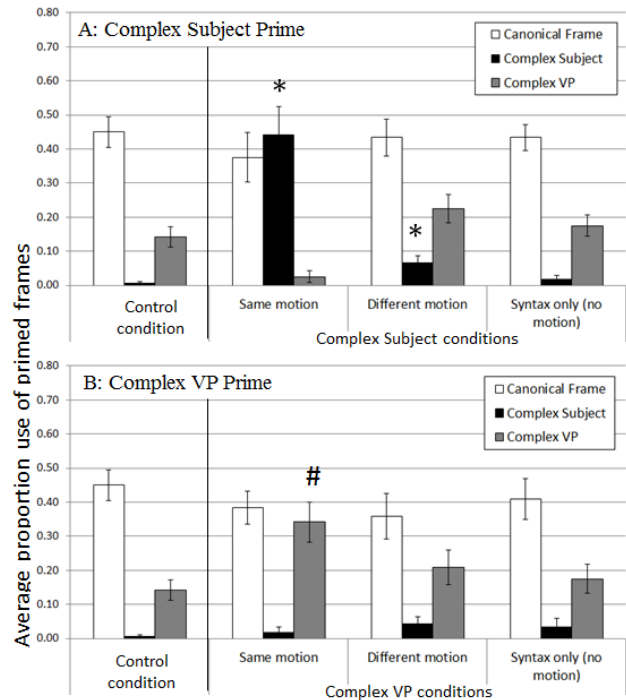 Average proportion use of primed frames
A: Complex Subject Prime
Canonical Frame
Complex Subject
Complex VP
0.80
0.70
0.60
0.50
0.40
0.30
0.20
0.10
0.00
*
*
Control
condition
Same motion
Different motion
Syntax only (no
motion)
Complex Subject conditions
B: Complex VP Prime
Canonical Frame
Complex Subject
Complex VP
0.80
0.70
0.60
0.50
0.40
0.30
0.20
0.10
0.00
#
Control
condition
Same motion
Different motion
Syntax only (no
motion)
Complex VP conditions